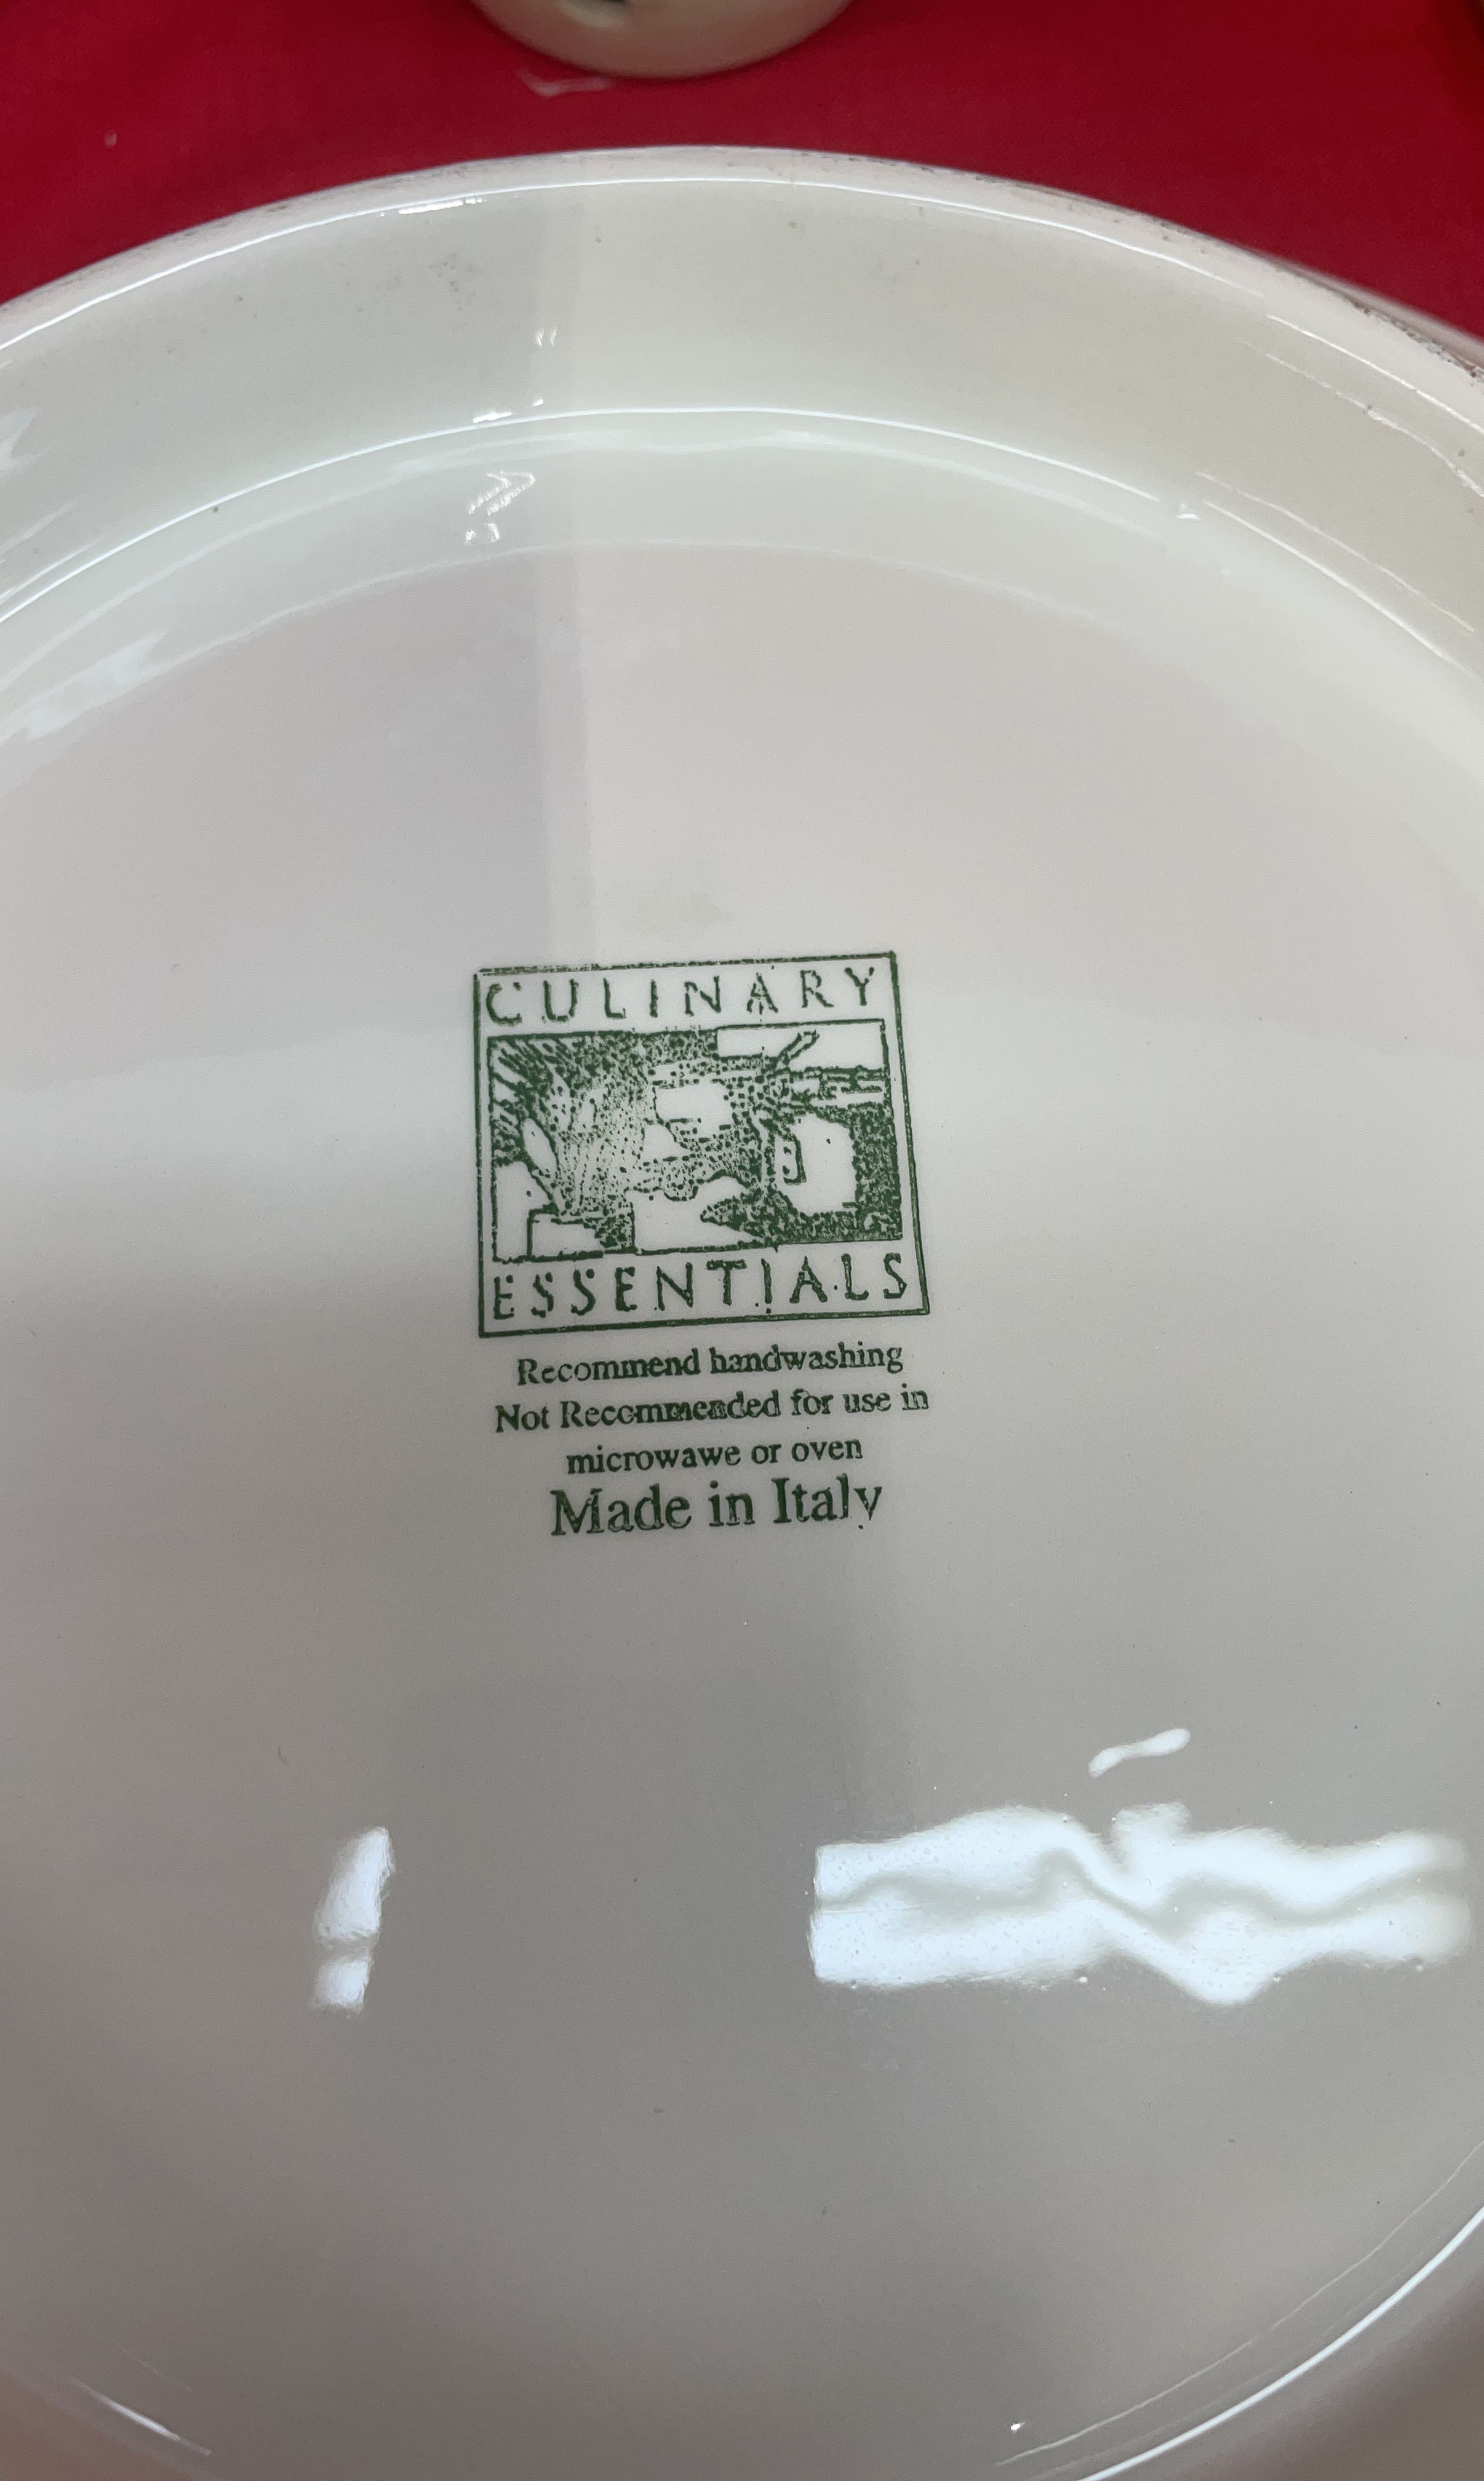 CULINARY
ESSENTIALS
Recommend handwashing
Not Recommended for use in
microwawe or oven
Made in Italy